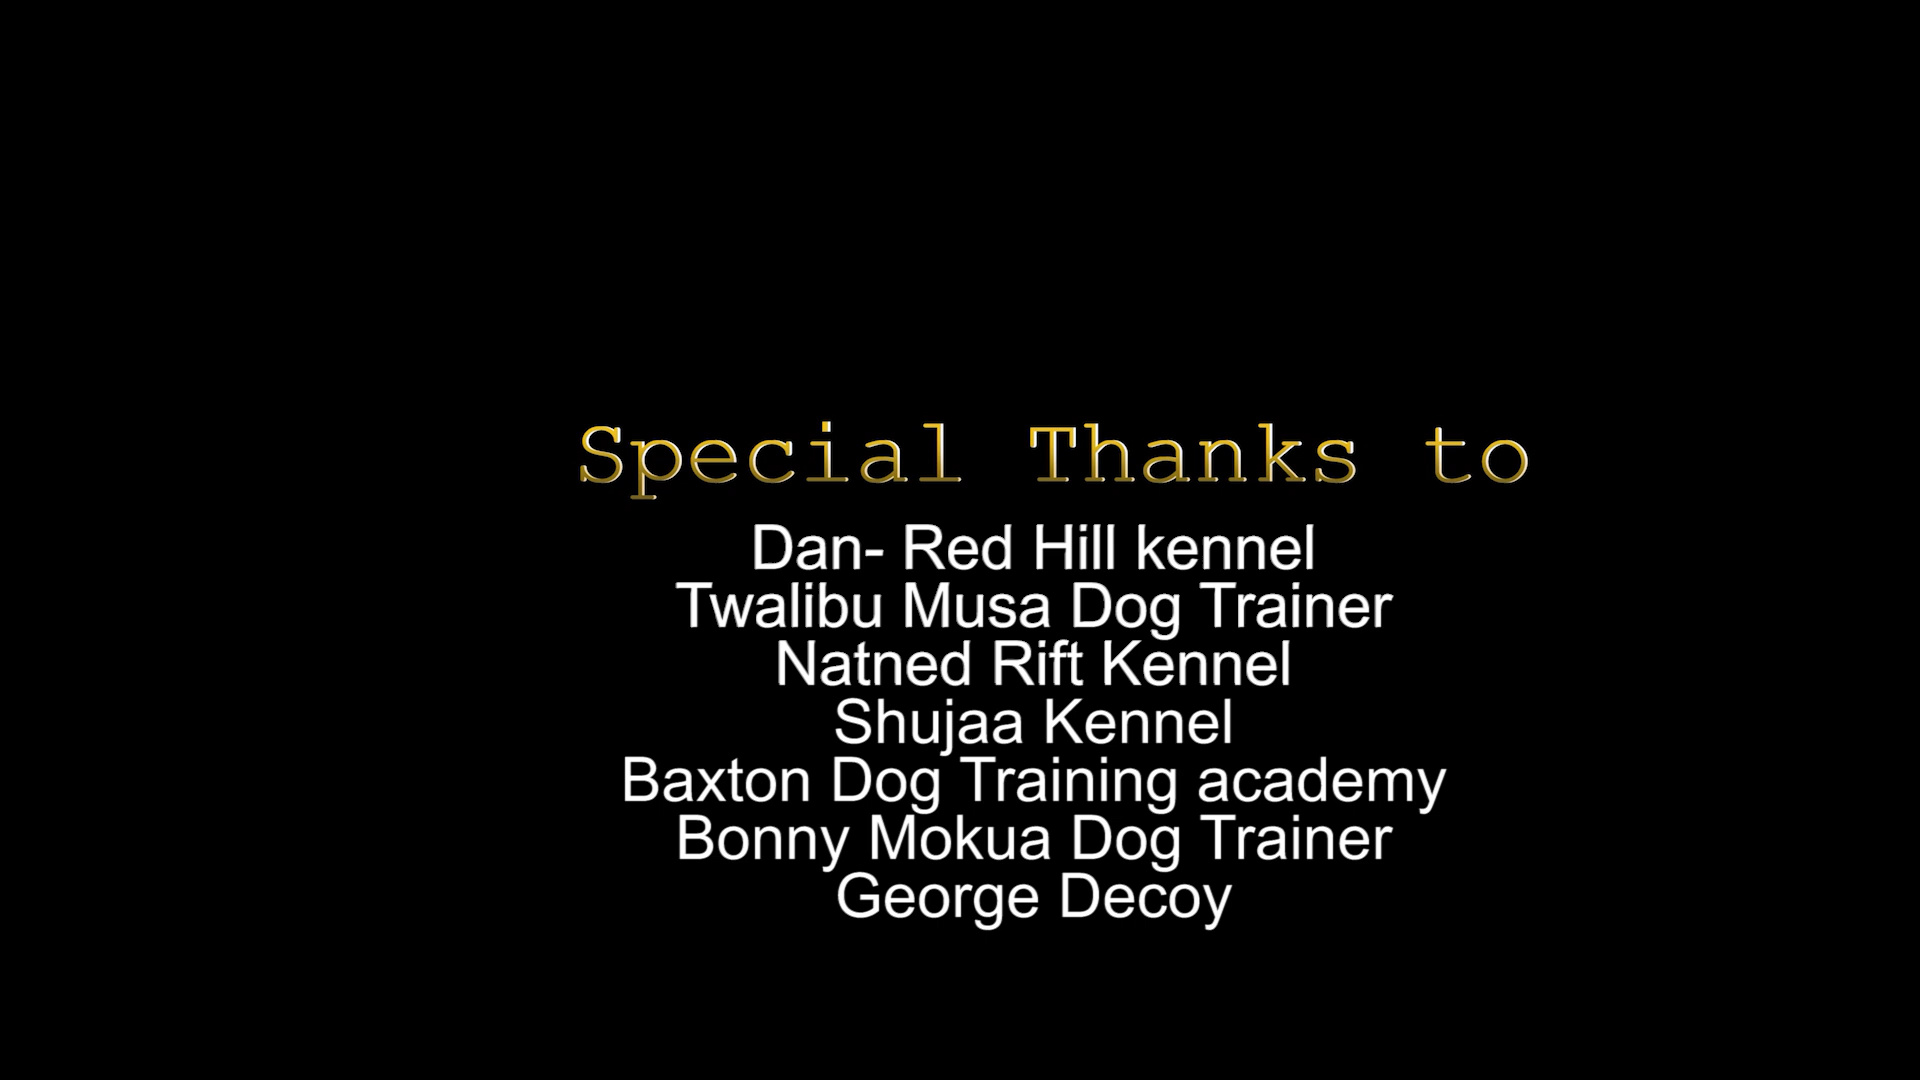 Special Thanks to
Dan- Red Hill kennel
Twalibu Musa Dog Trainer
Natned Rift Kennel
Shujaa Kennel
Baxton Dog Training academy
Bonny Mokua Dog Trainer
George Decoy